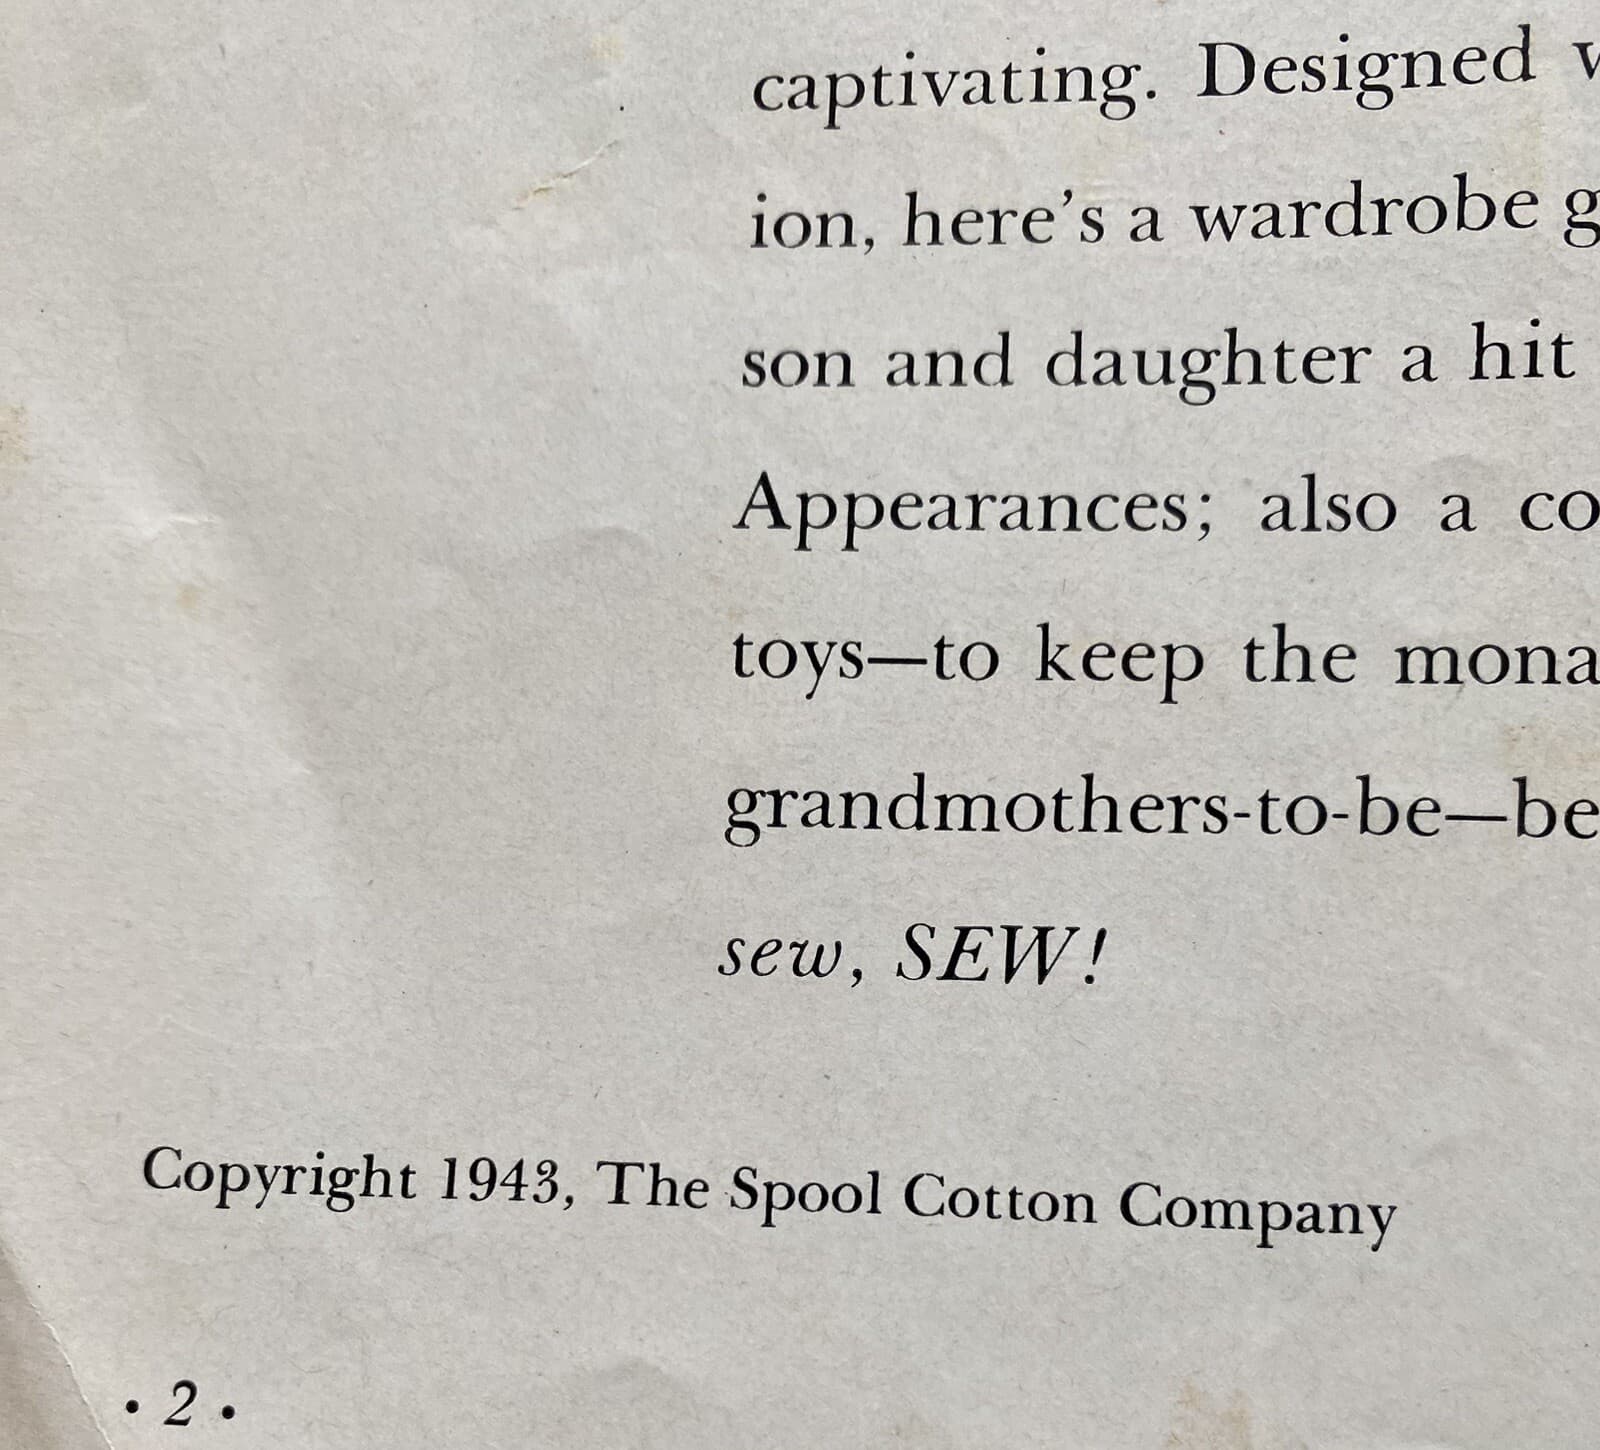 captivating. Designed
ion, here's a wardrobe
son and daughter a hit
Appearances; also a
toys—to keep the
grandmothers-to-be—
sew, SEW!
Copyright 1943, The Spool Cotton Company
· 2 ·